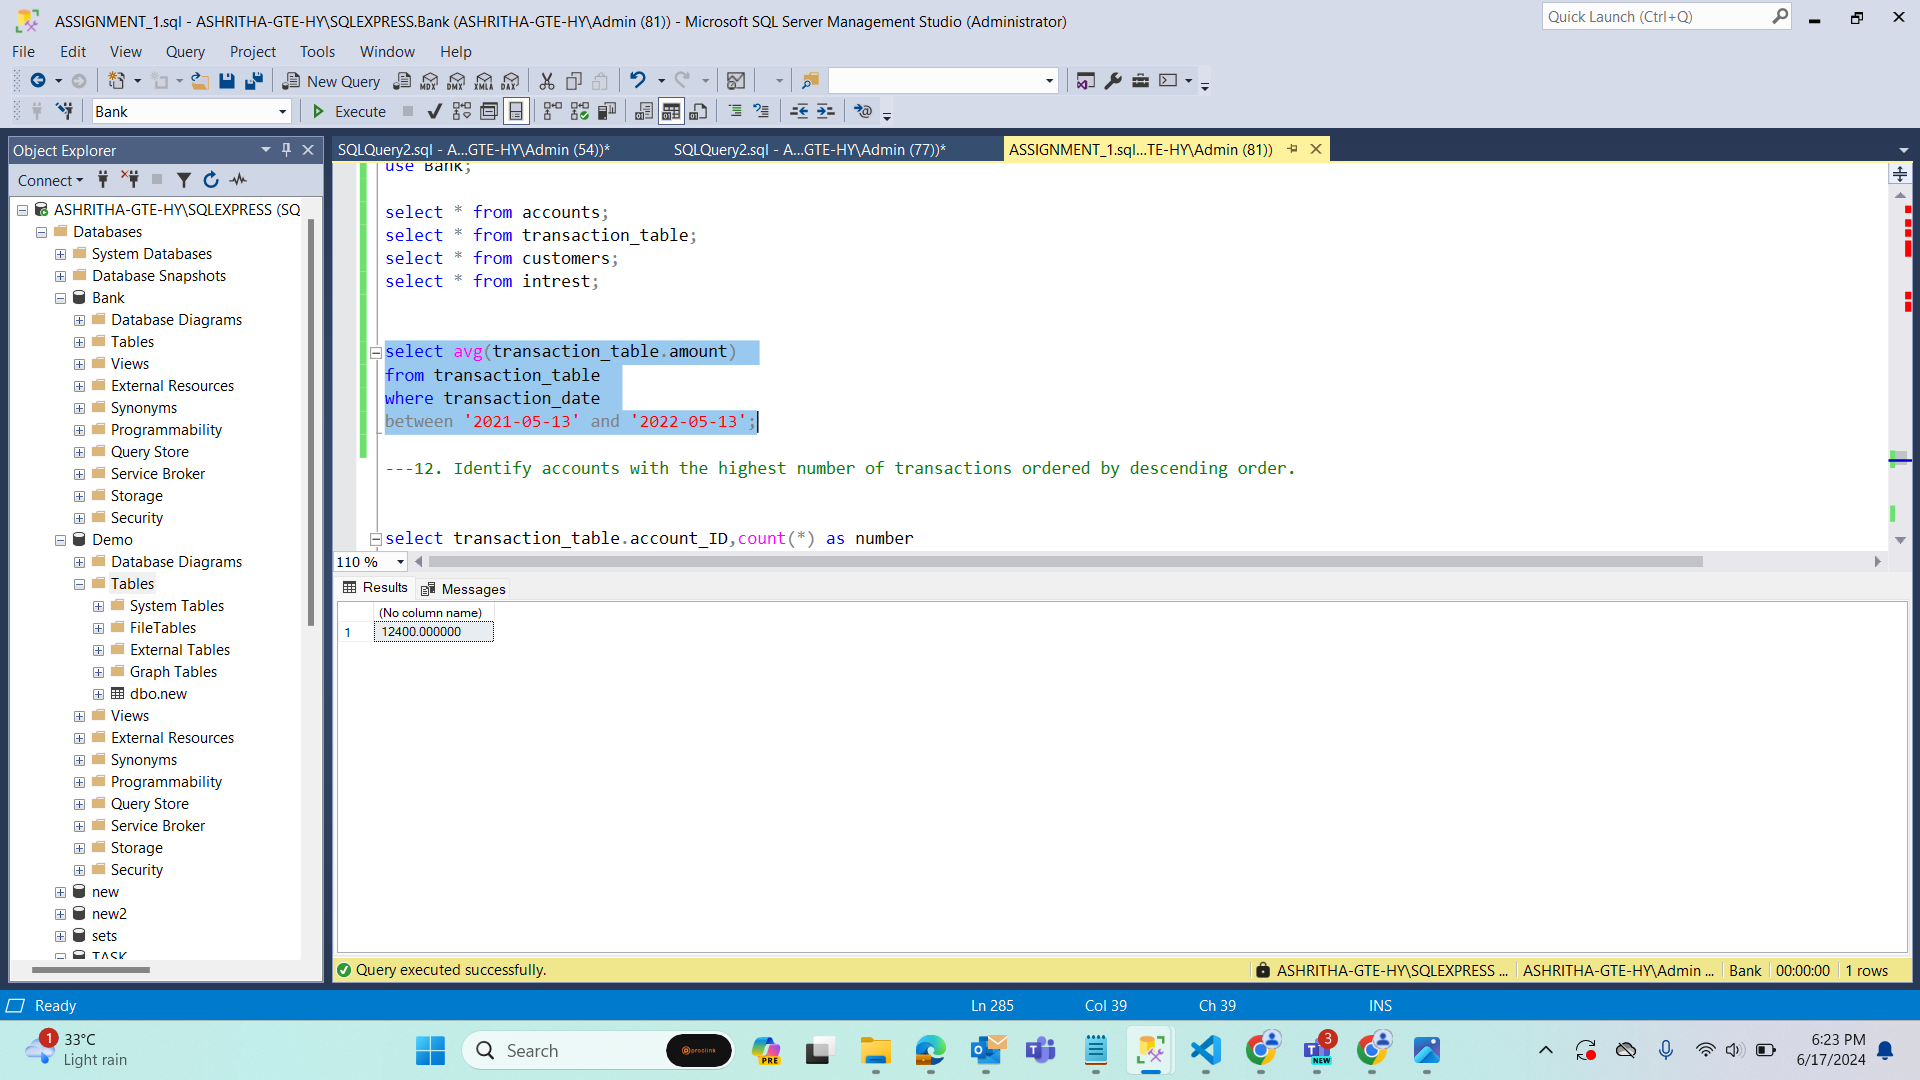 ASSIGNMENT_1.sql - ASHRITHA-GTE-HY\SQLEXPRESS.Bank (ASHRITHA-GTE-HY\Admin (81)) - Microsoft SQL Server Management Studio (Administrator)
Quick Launch (Ctrl+Q)
File Edit View Query Project Tools Window Help
New Query
MDX DMX XMLA DAX
Bank
Execute
Object Explorer
SQLQuery2.sql - A...GTE-HY\Admin (54))*
SQLQuery2.sql - A...GTE-HY\Admin (77))*
ASSIGNMENT_1.sql...TE-HY\Admin (81))
Connect
ASHRITHA-GTE-HY\SQLEXPRESS (SQ
Databases
System Databases
Database Snapshots
Bank
Database Diagrams
Tables
Views
External Resources
Synonyms
Programmability
Query Store
Service Broker
Storage
Security
Demo
Database Diagrams
Tables
System Tables
FileTables
External Tables
Graph Tables
dbo.new
Views
External Resources
Synonyms
Programmability
Query Store
Service Broker
Storage
Security
new
new2
sets
TASK
use Bank;
select * from accounts;
select * from transaction_table;
select * from customers;
select * from intrest;
select avg(transaction_table.amount)
from transaction_table
where transaction_date
between '2021-05-13' and '2022-05-13';
---12. Identify accounts with the highest number of transactions ordered by descending order.
select transaction_table.account_ID,count(*) as number
110 %
Results Messages
(No column name)
1 12400.000000
Query executed successfully.
ASHRITHA-GTE-HY\SQLEXPRESS ... ASHRITHA-GTE-HY\Admin ... Bank 00:00:00 1 rows
Ready
Ln 285 Col 39 Ch 39 INS
1
33°C
Light rain
Search
proclink
PRE
3
NEW
6:23 PM
6/17/2024